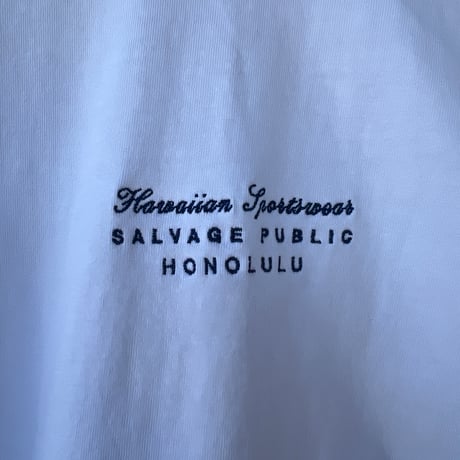 Hawaiian Sportswear
SALVAGE PUBLIC
HONOLULU